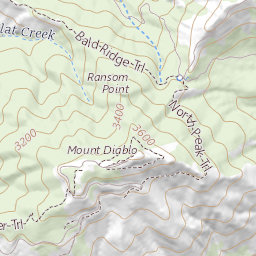 lat Creek
Bald Ridge Trl
Ransom
Point
3400
North Peak Trl
3600
3200
Mount Diablo
er Trl